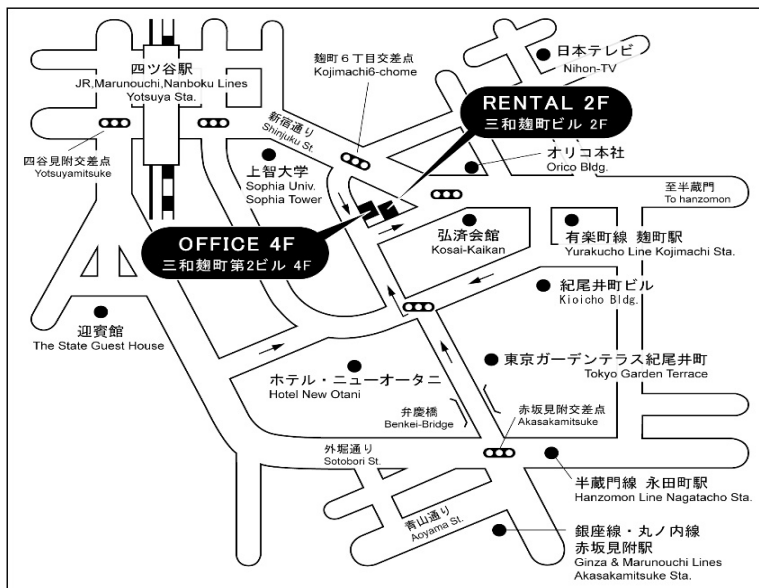 四ツ谷駅
JR,Marunouchi,Nanboku Lines
Yotsuya Sta.
麹町6丁目交差点
Kojimachi6-chome
日本テレビ
Nihon-TV
RENTAL 2F
三和麹町ビル 2F
新宿通り
Shinjuku St.
四谷見附交差点
Yotsuyamitsuke
上智大学
Sophia Univ.
Sophia Tower
オリコ本社
Orico Bldg.
至半蔵門
To hanzomon
OFFICE 4F
三和麹町第2ビル 4F
弘済会館
Kosai-Kaikan
有楽町線 麹町駅
Yurakucho Line Kojimachi Sta.
紀尾井町ビル
Kioicho Bldg.
迎賓館
The State Guest House
ホテル・ニューオータニ
Hotel New Otani
東京ガーデンテラス紀尾井町
Tokyo Garden Terrace
弁慶橋
Benkei-Bridge
赤坂見附交差点
Akasakamitsuke
外堀通り
Sotobori St.
半蔵門線 永田町駅
Hanzomon Line Nagatacho Sta.
青山通り
Aoyama St.
銀座線・丸ノ内線
赤坂見附駅
Ginza & Marunouchi Lines
Akasakamitsuke Sta.